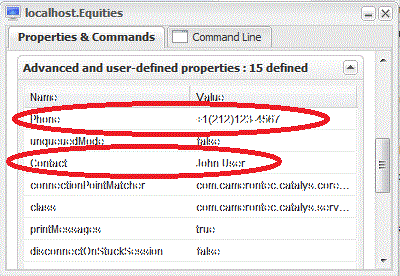 localhost.Equities
Properties & Commands Command Line
Advanced and user-defined properties : 15 defined
Name Value
Phone +1(212)123-4567
unqueuedMode false
Contact John User
connectionPointMatcher com.camerontec.catalys.core...
class com.camerontec.catalys.serv...
printMessages true
disconnectOnStuckSession false